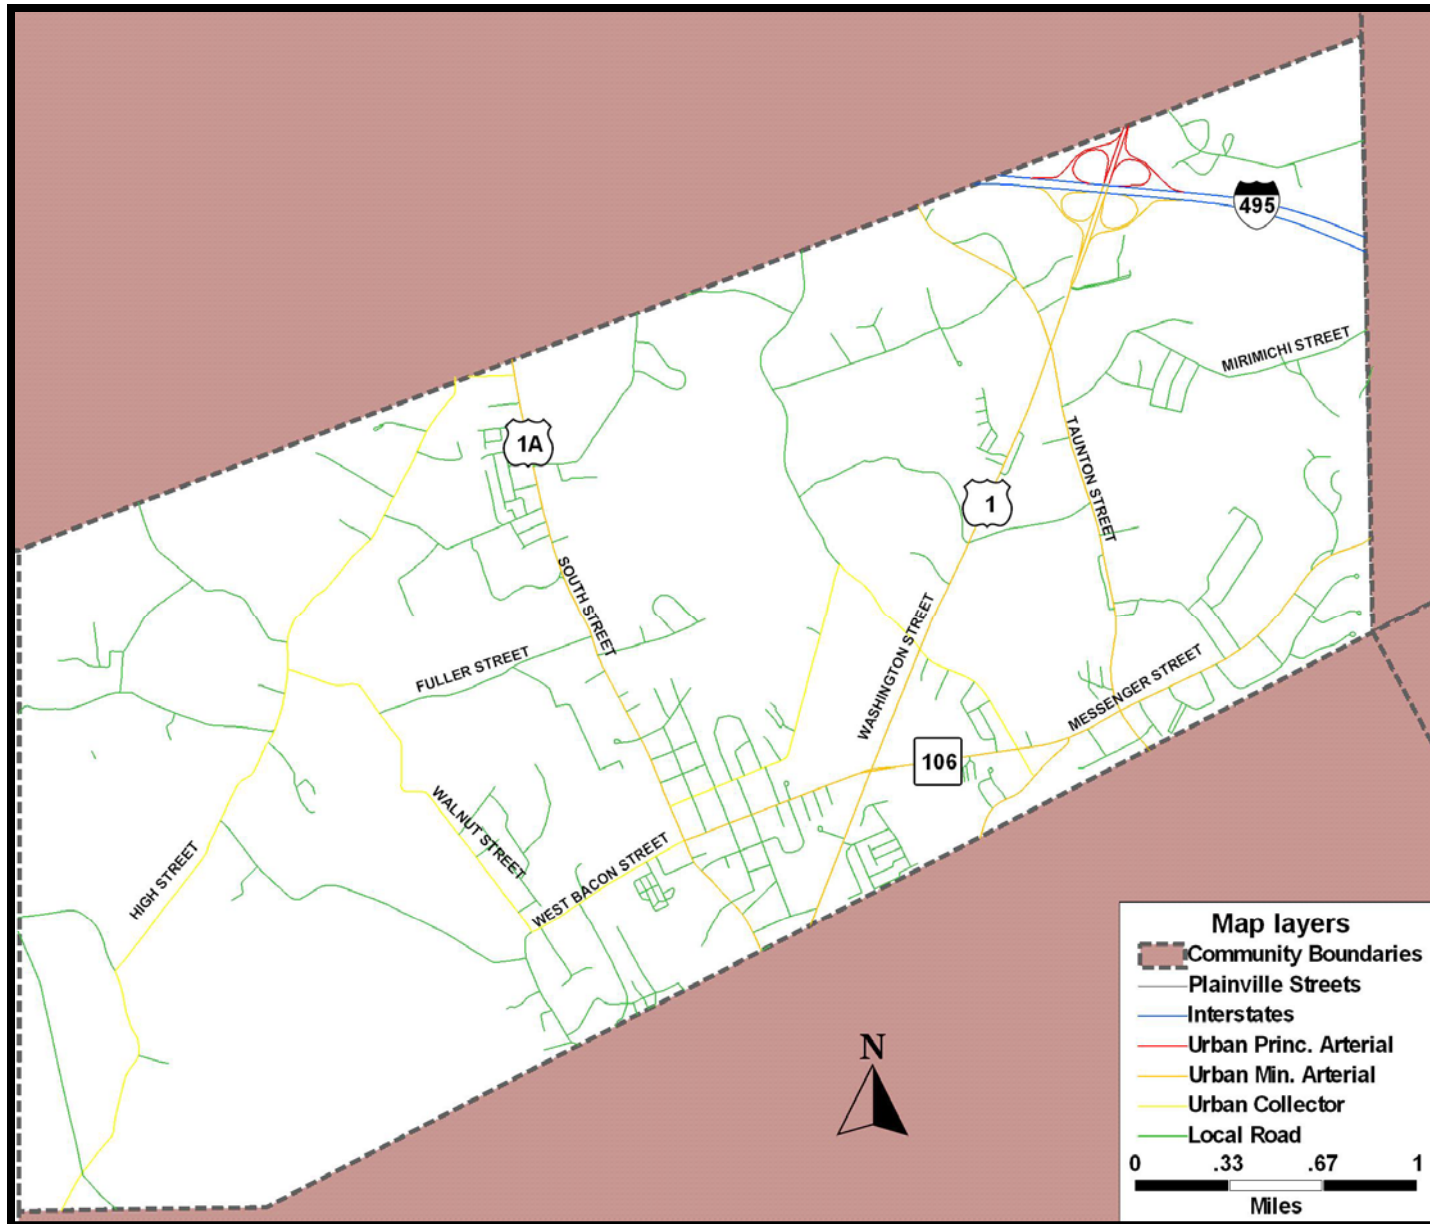 495
MIRIMICHI STREET
1A
TAUNTON STREET
1
SOUTH STREET
WASHINGTON STREET
FULLER STREET
MESSENGER STREET
106
WALNUT STREET
WEST BACON STREET
HIGH STREET
N
Map layers
Community Boundaries
Plainville Streets
Interstates
Urban Princ. Arterial
Urban Min. Arterial
Urban Collector
Local Road
0 .33 .67 1
Miles